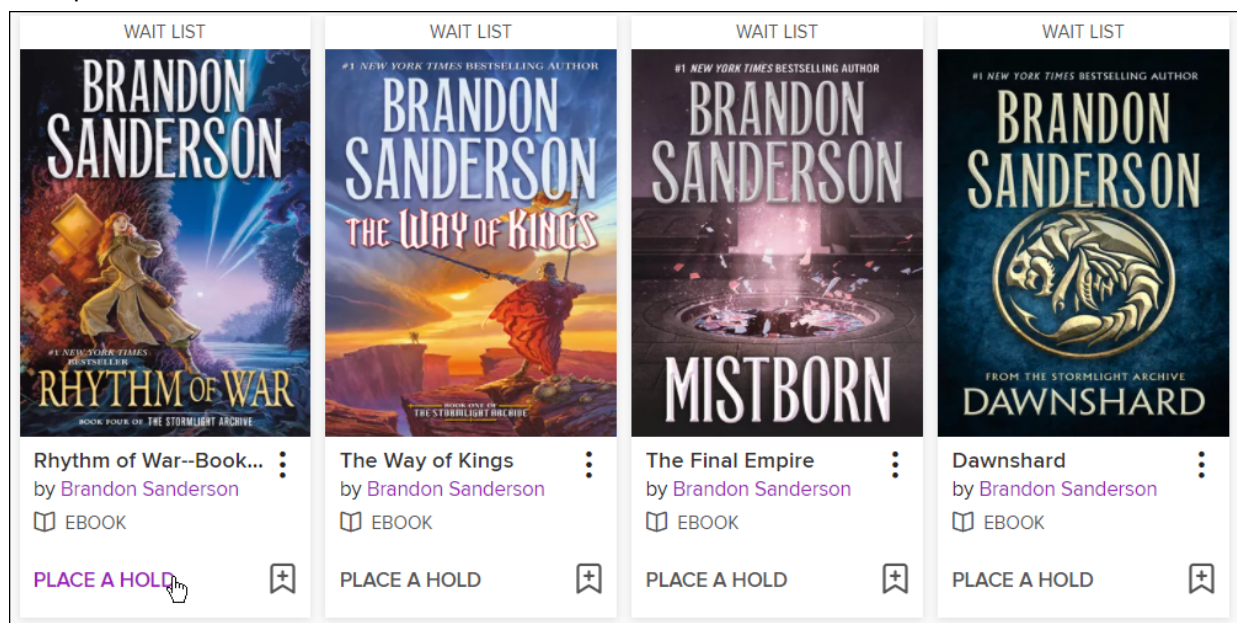 WAIT LIST
#1 NEW YORK TIMES
BESTSELLER
BRANDON
SANDERSON
RHYTHM OF WAR
BOOK FOUR OF THE STORMLIGHT ARCHIVE
Rhythm of War--Book...
by Brandon Sanderson
EBOOK
PLACE A HOLD
WAIT LIST
#1 NEW YORK TIMES BESTSELLING AUTHOR
BRANDON
SANDERSON
THE WAY OF KINGS
BOOK ONE OF
THE STORMLIGHT ARCHIVE
The Way of Kings
by Brandon Sanderson
EBOOK
PLACE A HOLD
WAIT LIST
#1 NEW YORK TIMES BESTSELLING AUTHOR
BRANDON
SANDERSON
MISTBORN
The Final Empire
by Brandon Sanderson
EBOOK
PLACE A HOLD
WAIT LIST
#1 NEW YORK TIMES BESTSELLING AUTHOR
BRANDON
SANDERSON
FROM THE STORMLIGHT ARCHIVE
DAWNSHARD
Dawnshard
by Brandon Sanderson
EBOOK
PLACE A HOLD